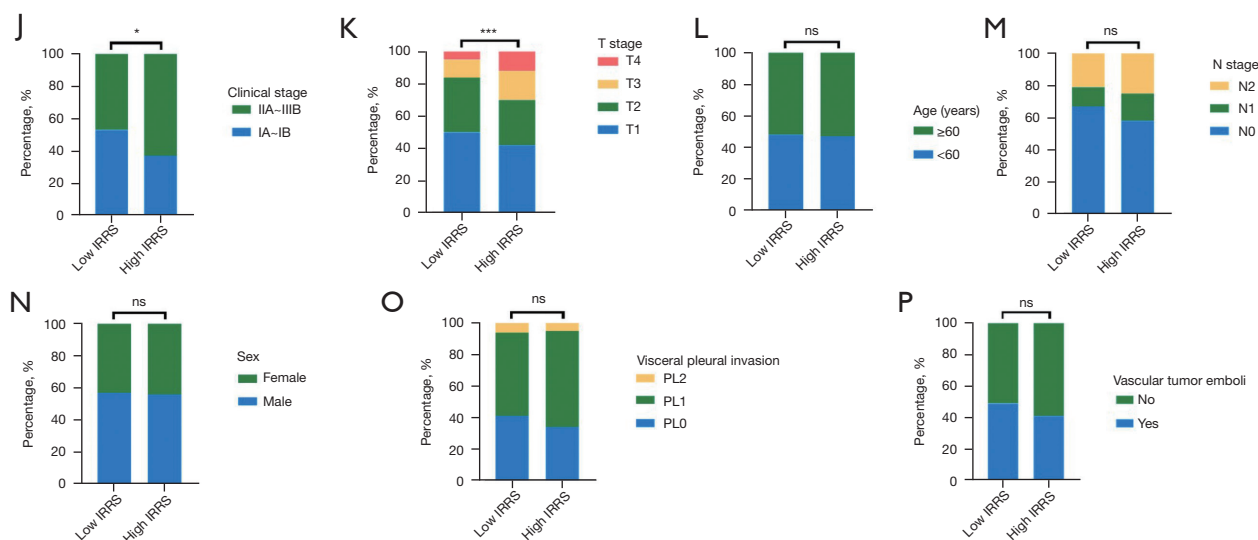 J
*
100
80
60
40
20
0
Percentage, %
Low IRRS
High IRRS
Clinical stage
IIA~IIIB
IA~IB
K
***
100
80
60
40
20
0
Percentage, %
Low IRRS
High IRRS
T stage
T4
T3
T2
T1
L
ns
100
80
60
40
20
0
Percentage, %
Low IRRS
High IRRS
Age (years)
≥60
<60
M
ns
100
80
60
40
20
0
Percentage, %
Low IRRS
High IRRS
N stage
N2
N1
N0
N
ns
100
80
60
40
20
0
Percentage, %
Low IRRS
High IRRS
Sex
Female
Male
O
ns
100
80
60
40
20
0
Percentage, %
Low IRRS
High IRRS
Visceral pleural invasion
PL2
PL1
PL0
P
ns
100
80
60
40
20
0
Percentage, %
Low IRRS
High IRRS
Vascular tumor emboli
No
Yes